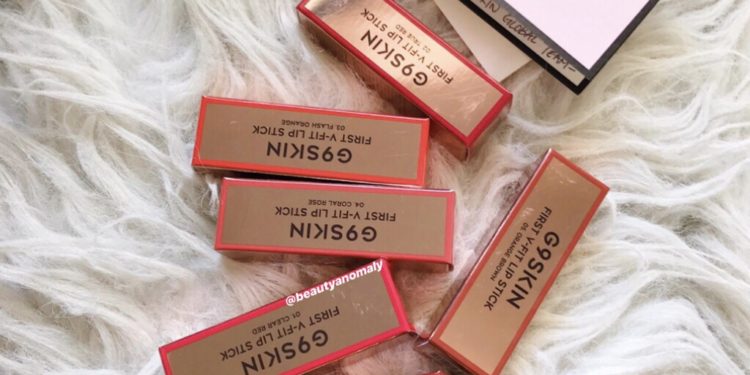 G9SKIN
FIRST V-FIT LIP STICK
02. TRUE RED
IN GLOBAL TEAM-
G9SKIN
FIRST V-FIT LIP STICK
03. FLASH ORANGE
G9SKIN
FIRST V-FIT LIP STICK
04. CORAL ROSE
G9SKIN
FIRST V-FIT LIP STICK
05. ORANGE BROWN
@beautyanomaly
G9SKIN
FIRST V-FIT LIP STICK
01. CLEAR RED